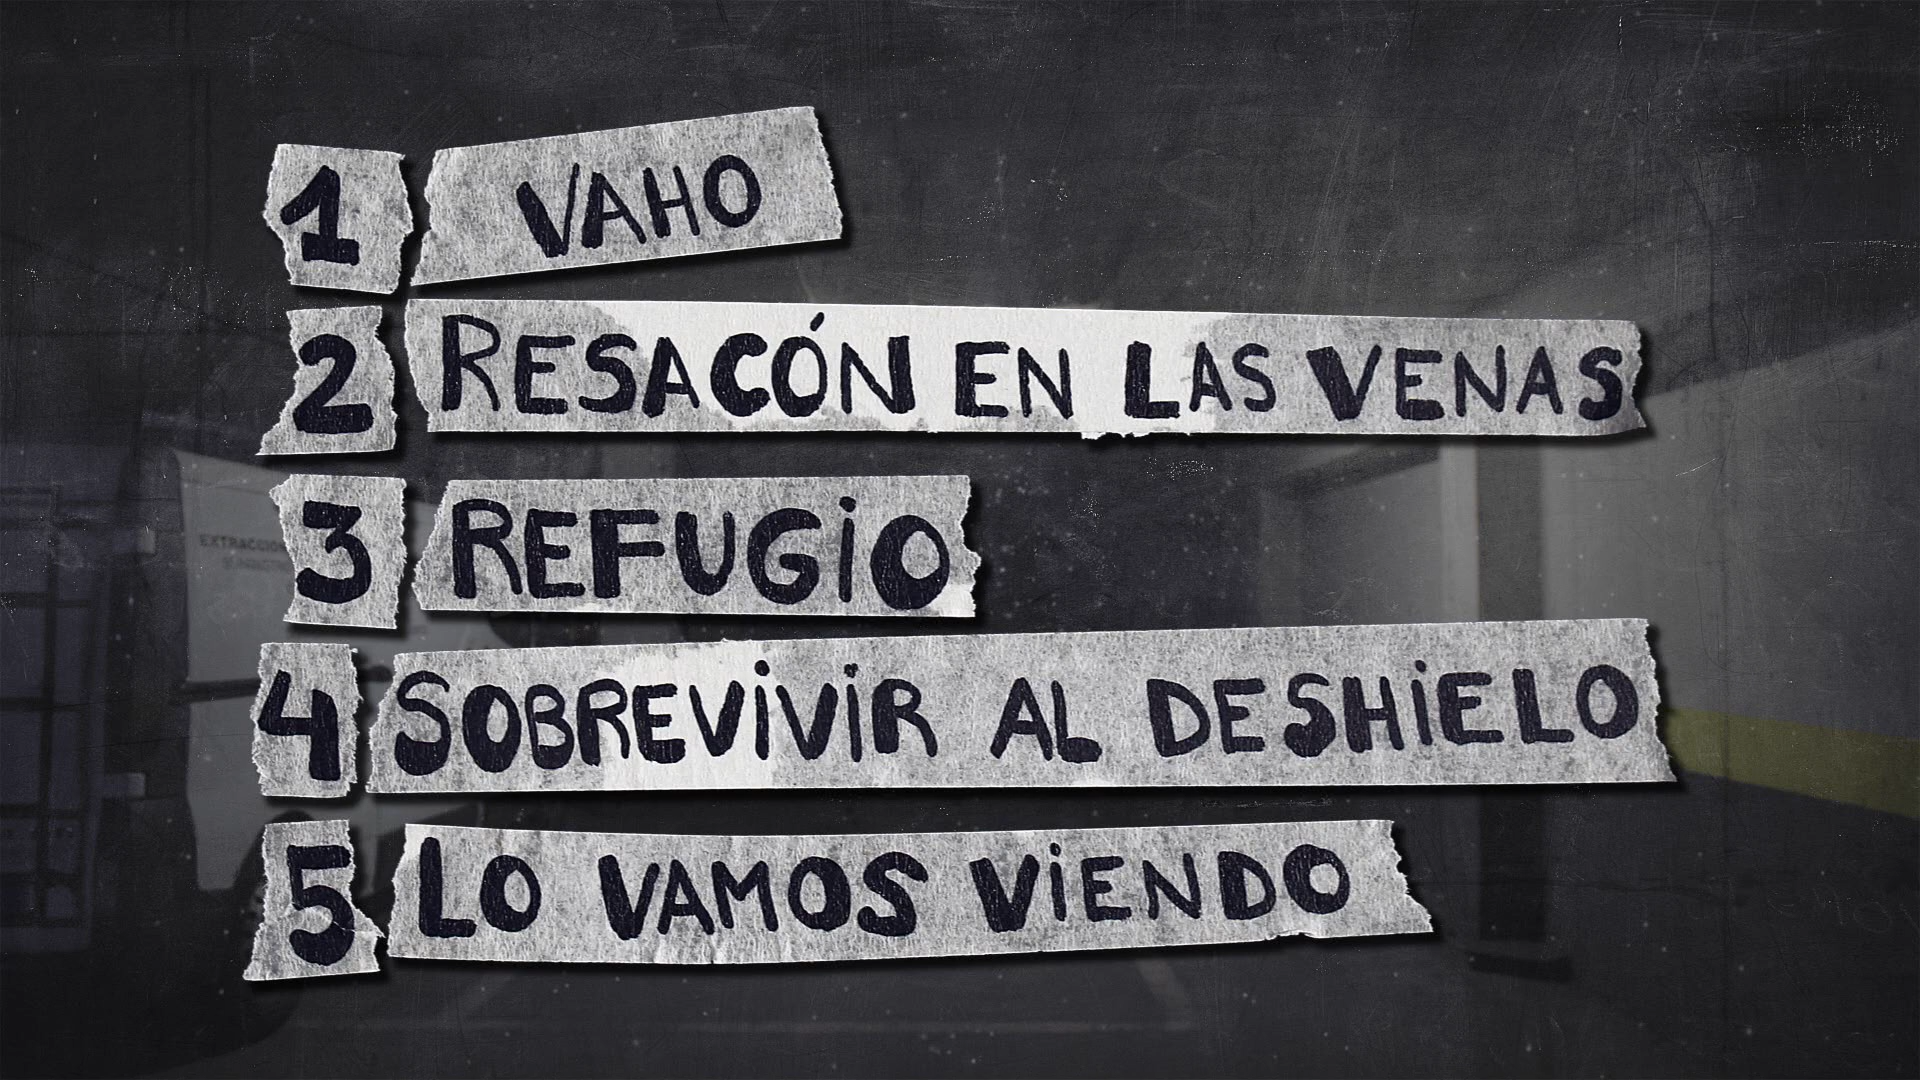 1 VAHO
2 RESACÓN EN LAS VENAS
3 REFUGIO
4 SOBREVIVIR AL DESHIELO
5 LO VAMOS VIENDO